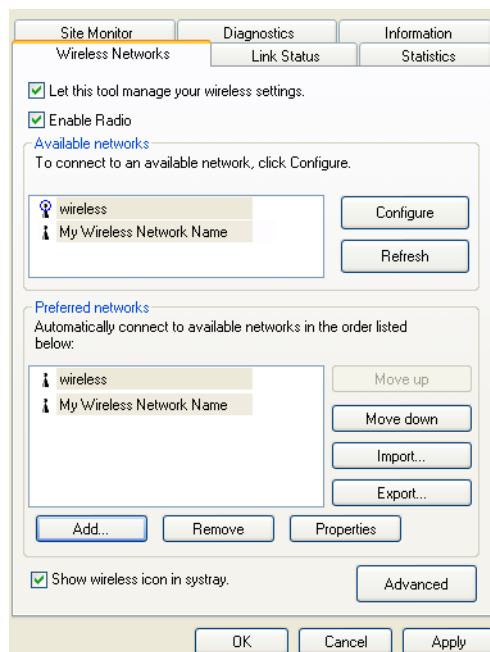 Site Monitor
Diagnostics
Information
Wireless Networks
Link Status
Statistics
Let this tool manage your wireless settings.
Enable Radio
Available networks
To connect to an available network, click Configure.
wireless
My Wireless Network Name
Configure
Refresh
Preferred networks
Automatically connect to available networks in the order listed
below:
wireless
My Wireless Network Name
Move up
Move down
Import...
Export...
Add...
Remove
Properties
Show wireless icon in systray.
Advanced
OK
Cancel
Apply